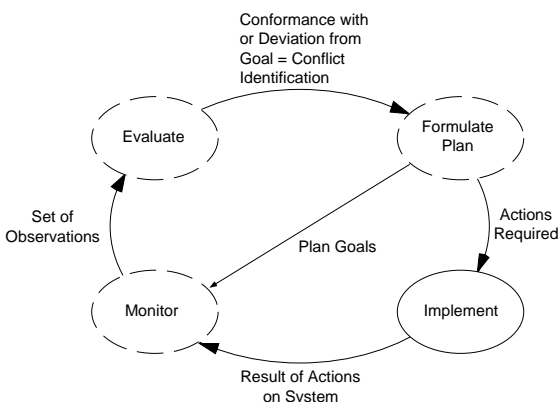 Conformance with
or Deviation from
Goal = Conflict
Identification
Evaluate
Formulate
Plan
Set of
Observations
Actions
Required
Plan Goals
Monitor
Implement
Result of Actions
on System